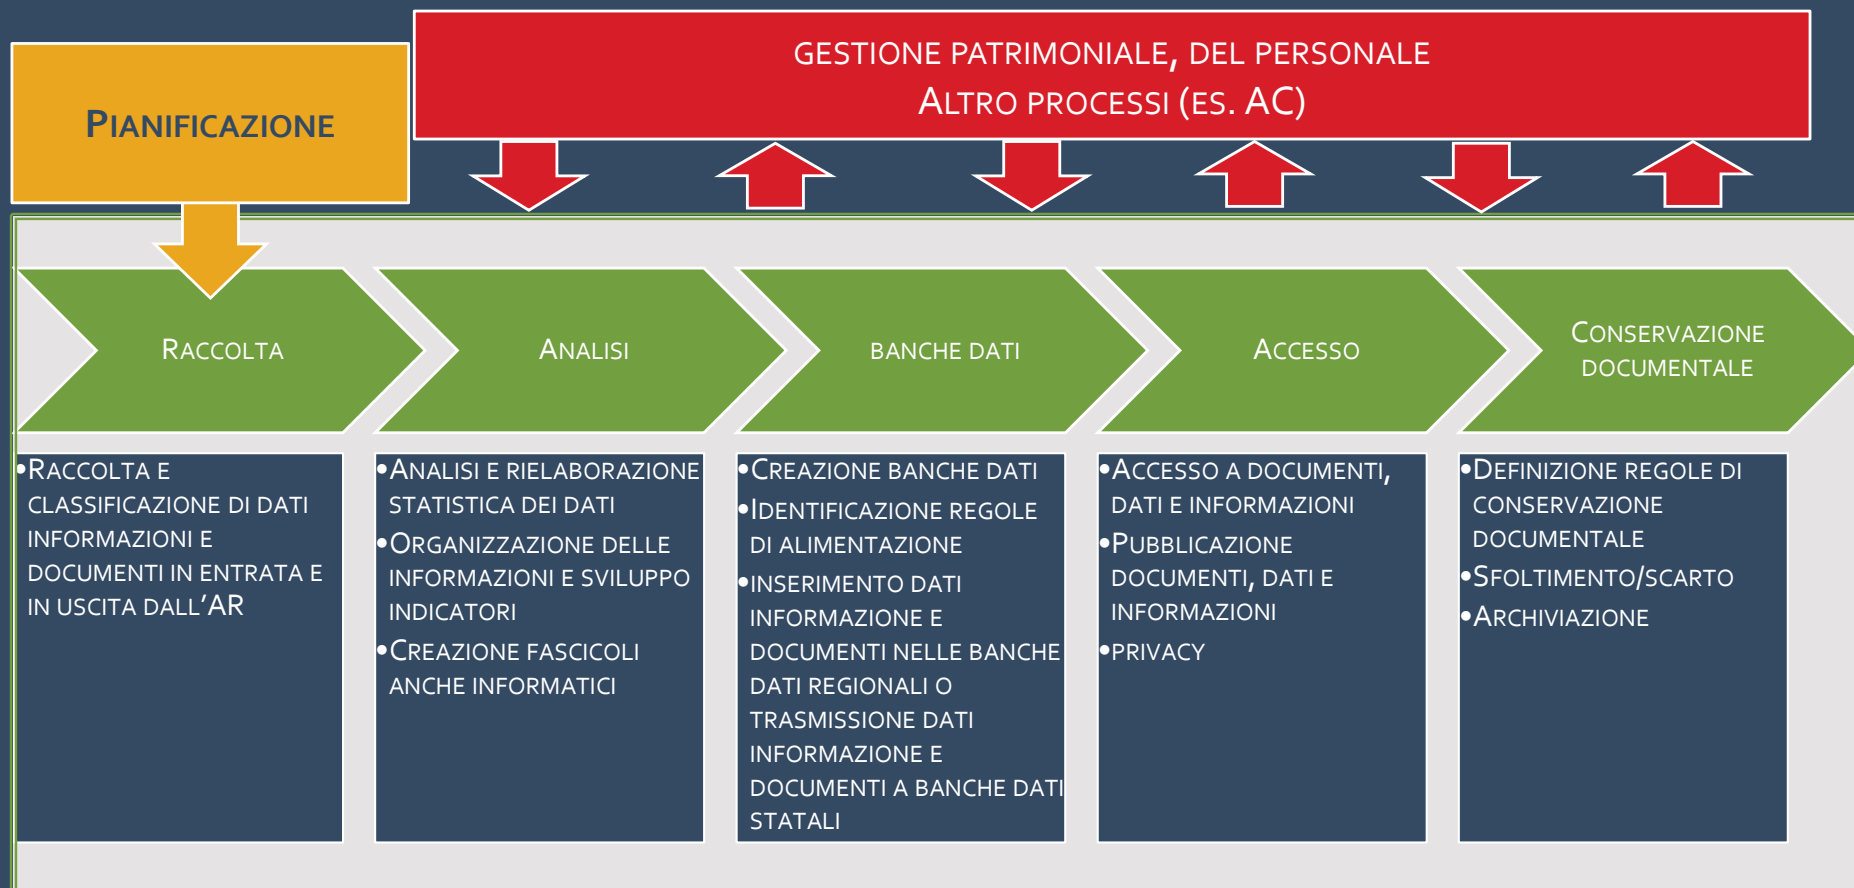 GESTIONE PATRIMONIALE, DEL PERSONALE
ALTRO PROCESSI (ES. AC)
PIANIFICAZIONE
RACCOLTA
ANALISI
BANCHE DATI
ACCESSO
CONSERVAZIONE
DOCUMENTALE
•RACCOLTA E
CLASSIFICAZIONE DI DATI
INFORMAZIONI E
DOCUMENTI IN ENTRATA E
IN USCITA DALL'AR
•ANALISI E RIELABORAZIONE
STATISTICA DEI DATI
•ORGANIZZAZIONE DELLE
INFORMAZIONI E SVILUPPO
INDICATORI
•CREAZIONE FASCICOLI
ANCHE INFORMATICI
•CREAZIONE BANCHE DATI
•IDENTIFICAZIONE REGOLE
DI ALIMENTAZIONE
•INSERIMENTO DATI
INFORMAZIONE E
DOCUMENTI NELLE BANCHE
DATI REGIONALI O
TRASMISSIONE DATI
INFORMAZIONE E
DOCUMENTI A BANCHE DATI
STATALI
•ACCESSO A DOCUMENTI,
DATI E INFORMAZIONI
•PUBBLICAZIONE
DOCUMENTI, DATI E
INFORMAZIONI
•PRIVACY
•DEFINIZIONE REGOLE DI
CONSERVAZIONE
DOCUMENTALE
•SFOLTIMENTO/SCARTO
•ARCHIVIAZIONE